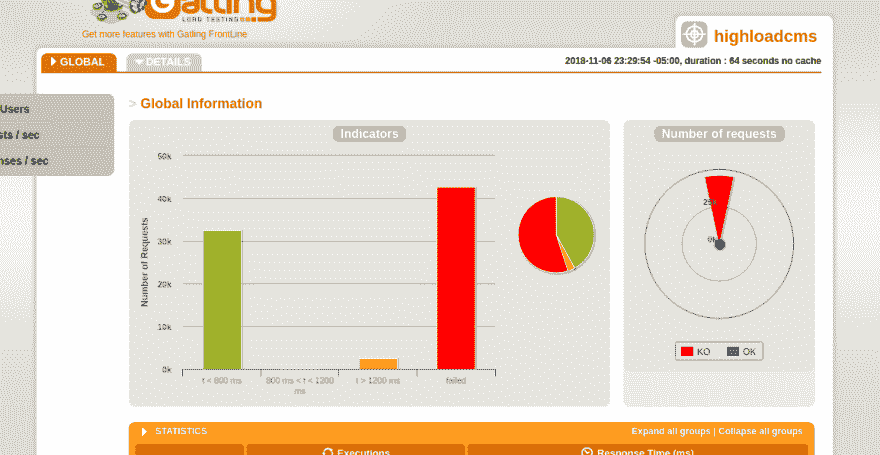 Gatling
LOAD TESTING
Get more features with Gatling FrontLine
highloadcms
GLOBAL
DETAILS
2018-11-06 23:29:54 -05:00, duration : 64 seconds no cache
Users
sts / sec
nses / sec
> Global Information
Indicators
Number of Requests
50k
40k
30k
20k
10k
0k
t < 800 ms
800 ms < t < 1200
ms
t > 1200 ms
failed
Number of requests
0k
KO
OK
STATISTICS
Expand all groups | Collapse all groups
Executions
Response Time (ms)